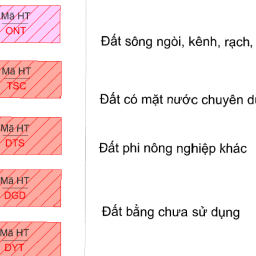 Mã HT
ONT
Đất sông ngòi, kênh, rạch,
Mã HT
TSC
Đất có mặt nước chuyên
Mã HT
DTS
Đất phi nông nghiệp khác
Mã HT
DGD
Đất bằng chưa sử dụng
Mã HT
DYT